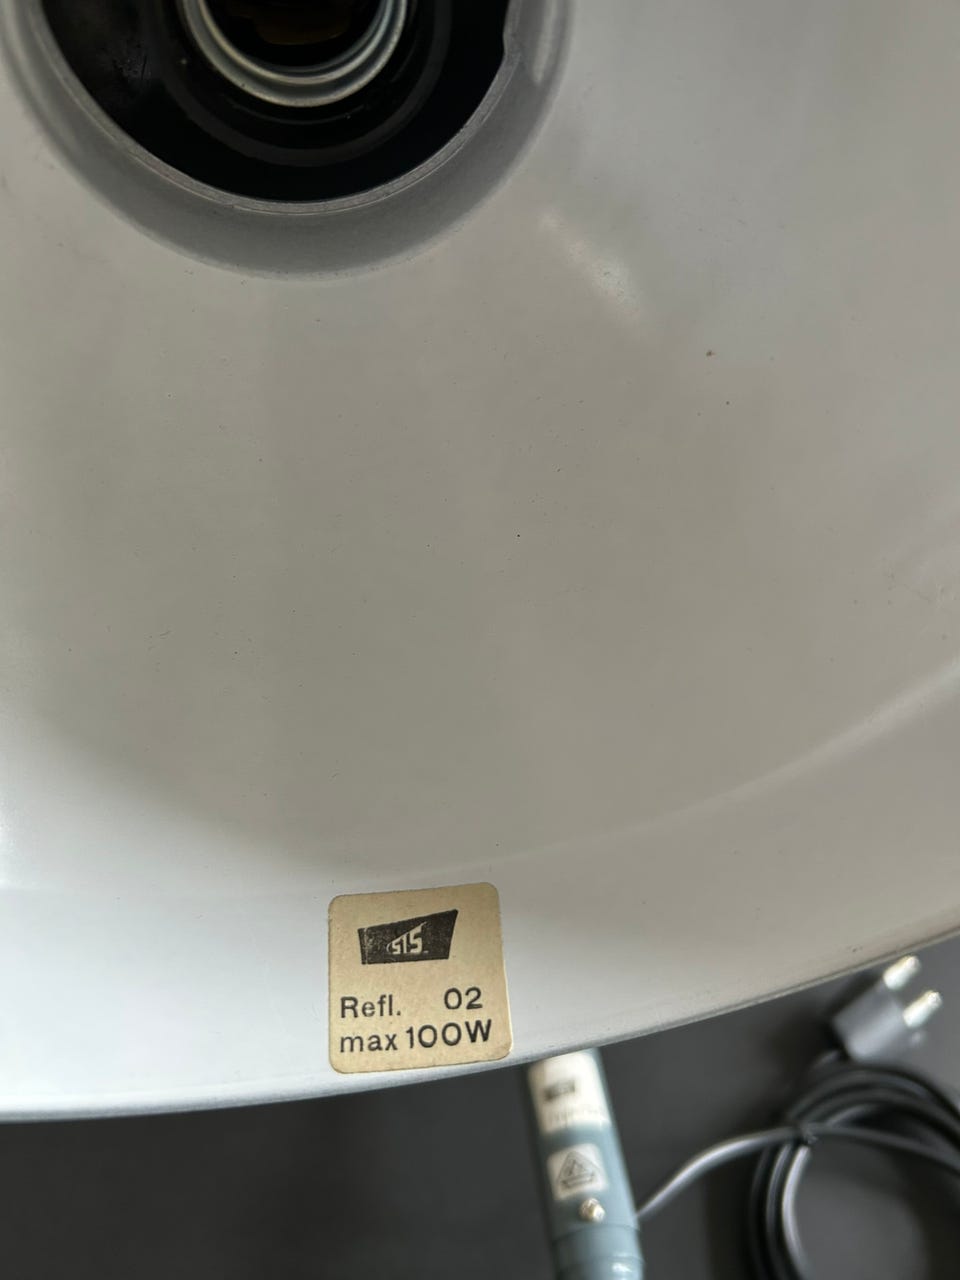 SIS
Refl. 02
max 100W